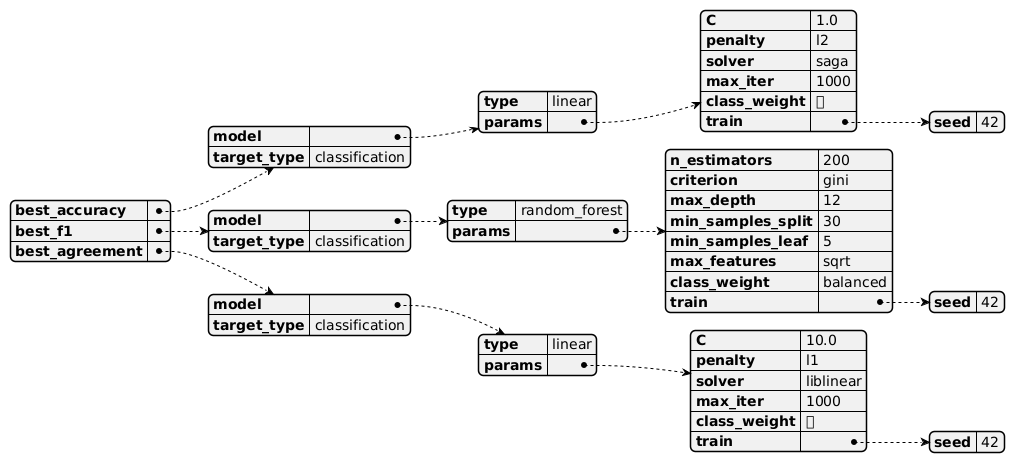 best_accuracy
best_f1
best_agreement
model
target_type classification
type linear
params
C 1.0
penalty l2
solver saga
max_iter 1000
class_weight
train
seed 42
model
target_type classification
type random_forest
params
n_estimators 200
criterion gini
max_depth 12
min_samples_split 30
min_samples_leaf 5
max_features sqrt
class_weight balanced
train
seed 42
model
target_type classification
type linear
params
C 10.0
penalty l1
solver liblinear
max_iter 1000
class_weight
train
seed 42